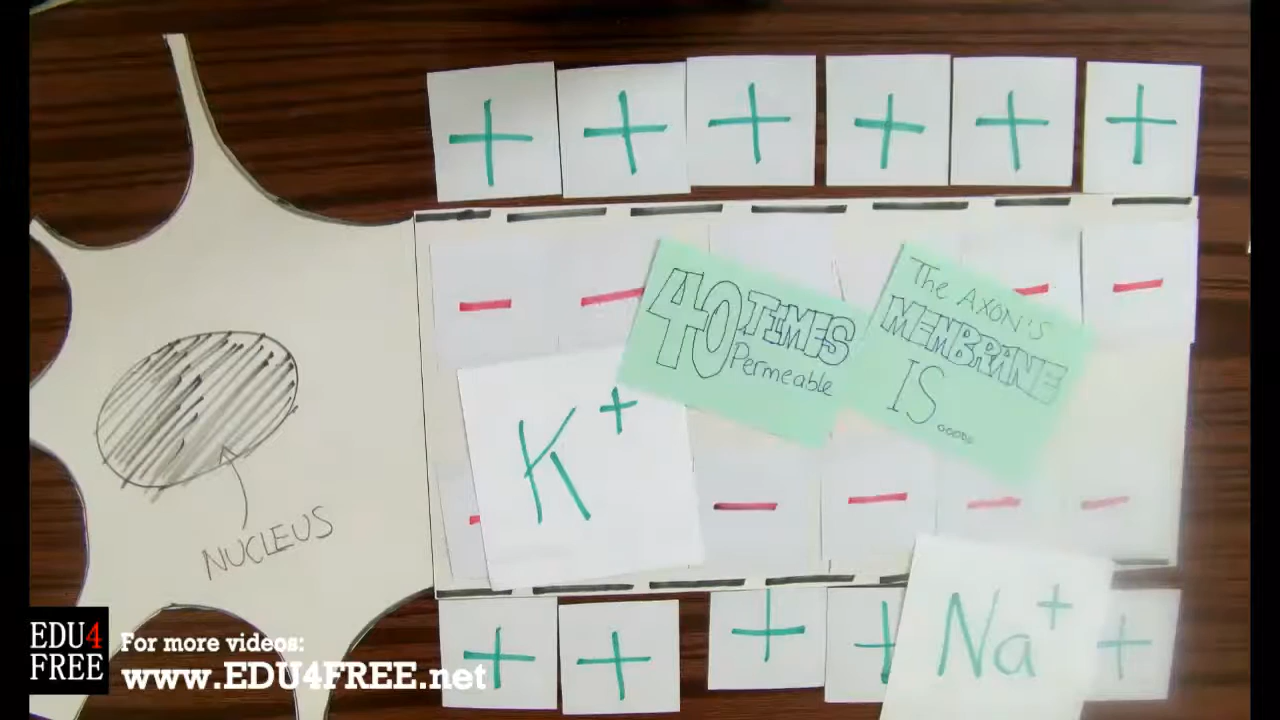 + + + + + +
− − − −
40 TIMES
Permeable
The AXON'S
MEMBRANE
IS.....
K+
NUCLEUS
− − − − −
+ + + + +
Na+
EDU4
FREE
For more videos:
www.EDU4FREE.net